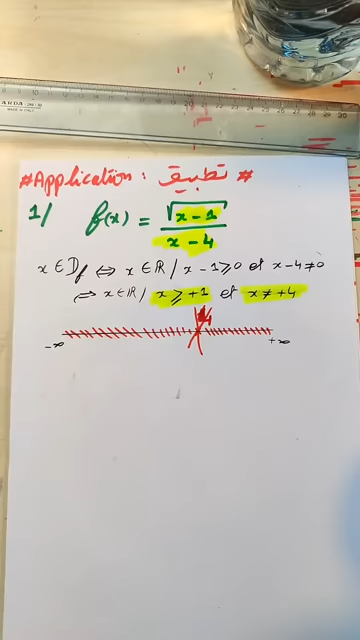 #Application : تطبيق #
1/ f(x) = √(x - 1) / (x - 4)
x ∈ Df ⇔ x ∈ ℝ / x - 1 ⩾ 0 et x - 4 ≠ 0
⇔ x ∈ ℝ / x ⩾ +1 et x ≠ +4
-∞ +∞